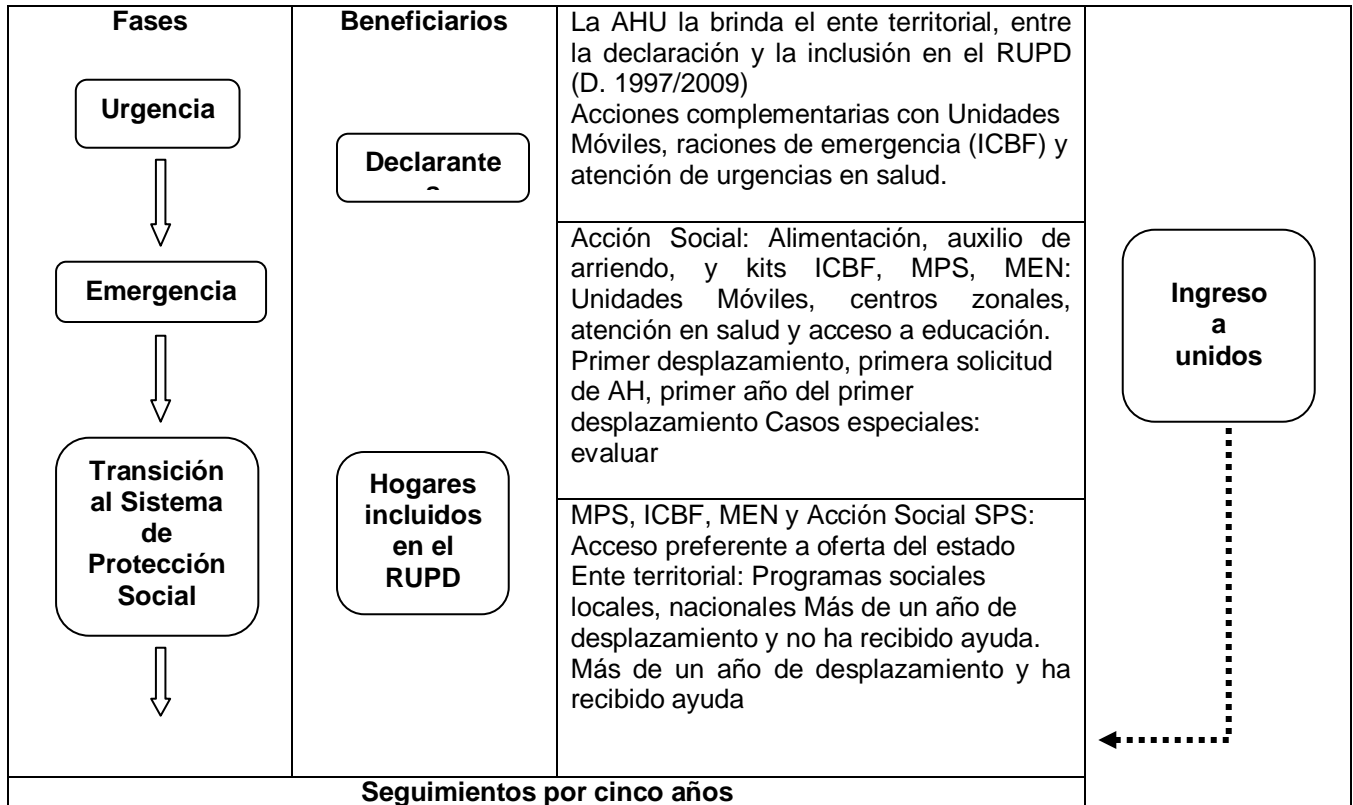 Fases
Urgencia
Emergencia
Transición
al Sistema
de
Protección
Social
Beneficiarios
Declarante
Hogares
incluidos
en el
RUPD
La AHU la brinda el ente territorial, entre
la declaración y la inclusión en el RUPD
(D. 1997/2009)
Acciones complementarias con Unidades
Móviles, raciones de emergencia (ICBF) y
atención de urgencias en salud.
Acción Social: Alimentación, auxilio de
arriendo, y kits ICBF, MPS, MEN:
Unidades Móviles, centros zonales,
atención en salud y acceso a educación.
Primer desplazamiento, primera solicitud
de AH, primer año del primer
desplazamiento Casos especiales:
evaluar
MPS, ICBF, MEN y Acción Social SPS:
Acceso preferente a oferta del estado
Ente territorial: Programas sociales
locales, nacionales Más de un año de
desplazamiento y no ha recibido ayuda.
Más de un año de desplazamiento y ha
recibido ayuda
Ingreso
a
unidos
Seguimientos por cinco años